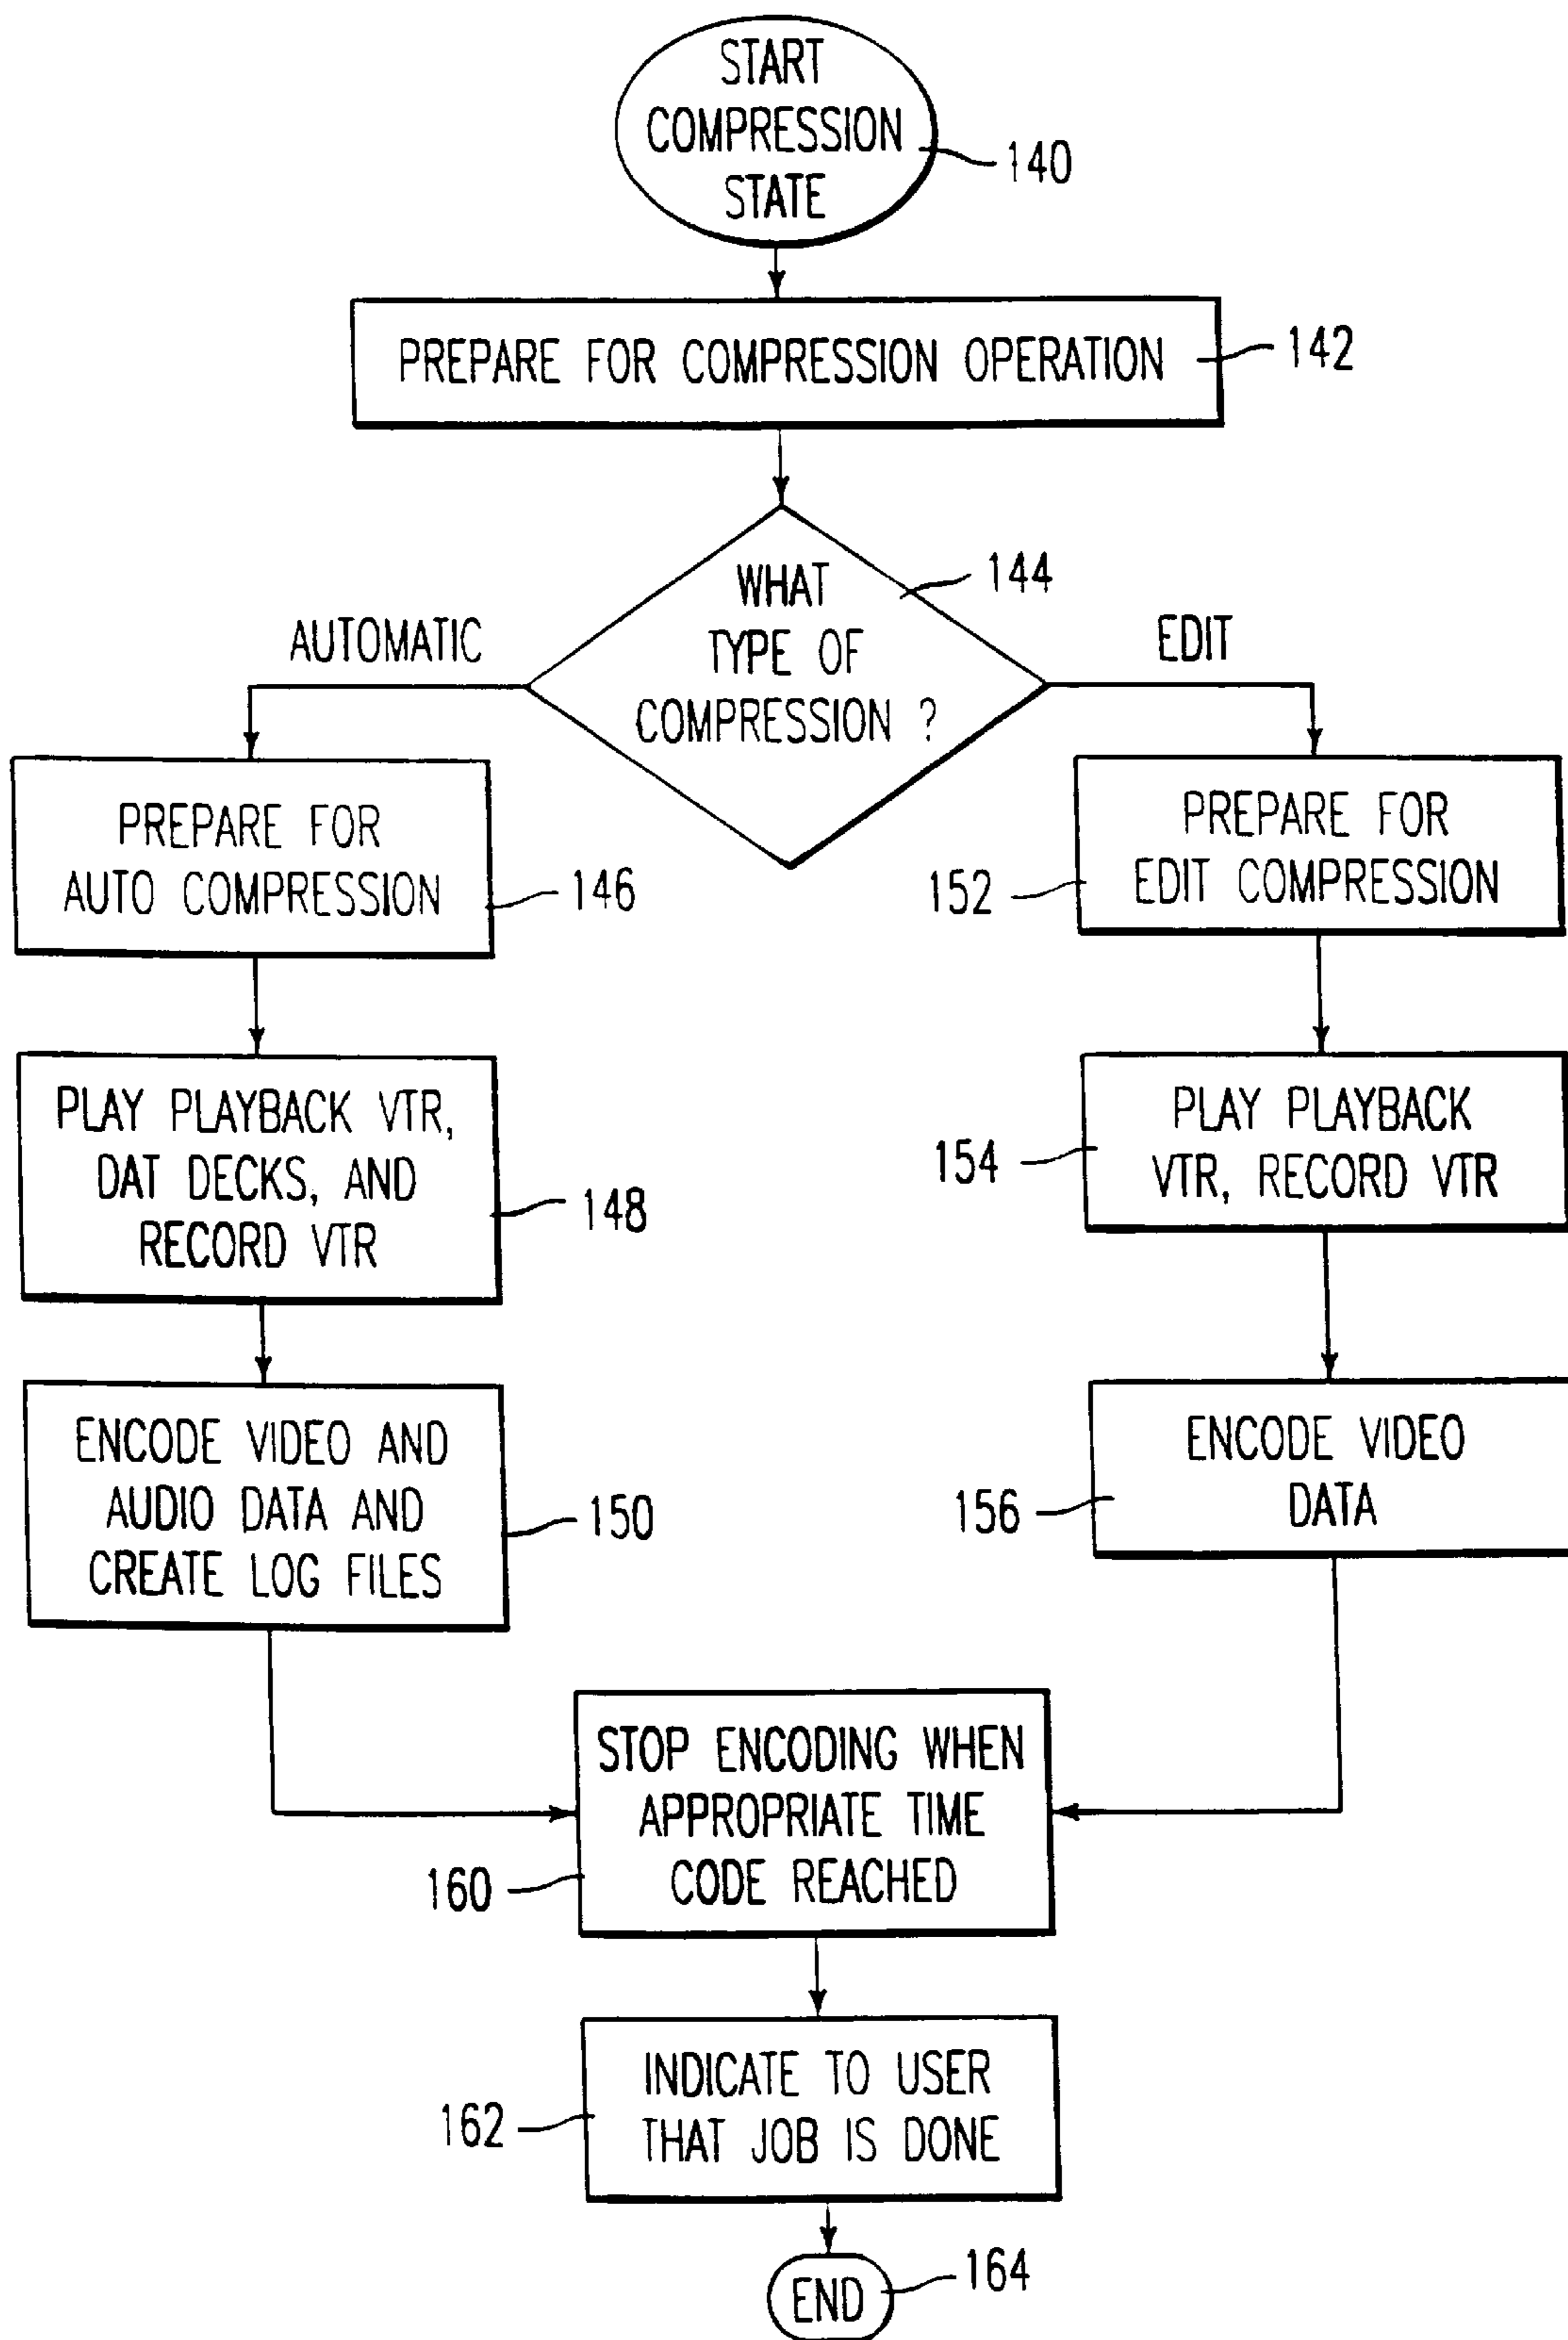 START
COMPRESSION
STATE
140
PREPARE FOR COMPRESSION OPERATION
142
WHAT
TYPE OF
COMPRESSION ?
144
AUTOMATIC
EDIT
PREPARE FOR
AUTO COMPRESSION
146
152
PREPARE FOR
EDIT COMPRESSION
PLAY PLAYBACK VTR,
DAT DECKS, AND
RECORD VTR
148
154
PLAY PLAYBACK
VTR, RECORD VTR
ENCODE VIDEO AND
AUDIO DATA AND
CREATE LOG FILES
150
156
ENCODE VIDEO
DATA
STOP ENCODING WHEN
APPROPRIATE TIME
CODE REACHED
160
INDICATE TO USER
THAT JOB IS DONE
162
END
164